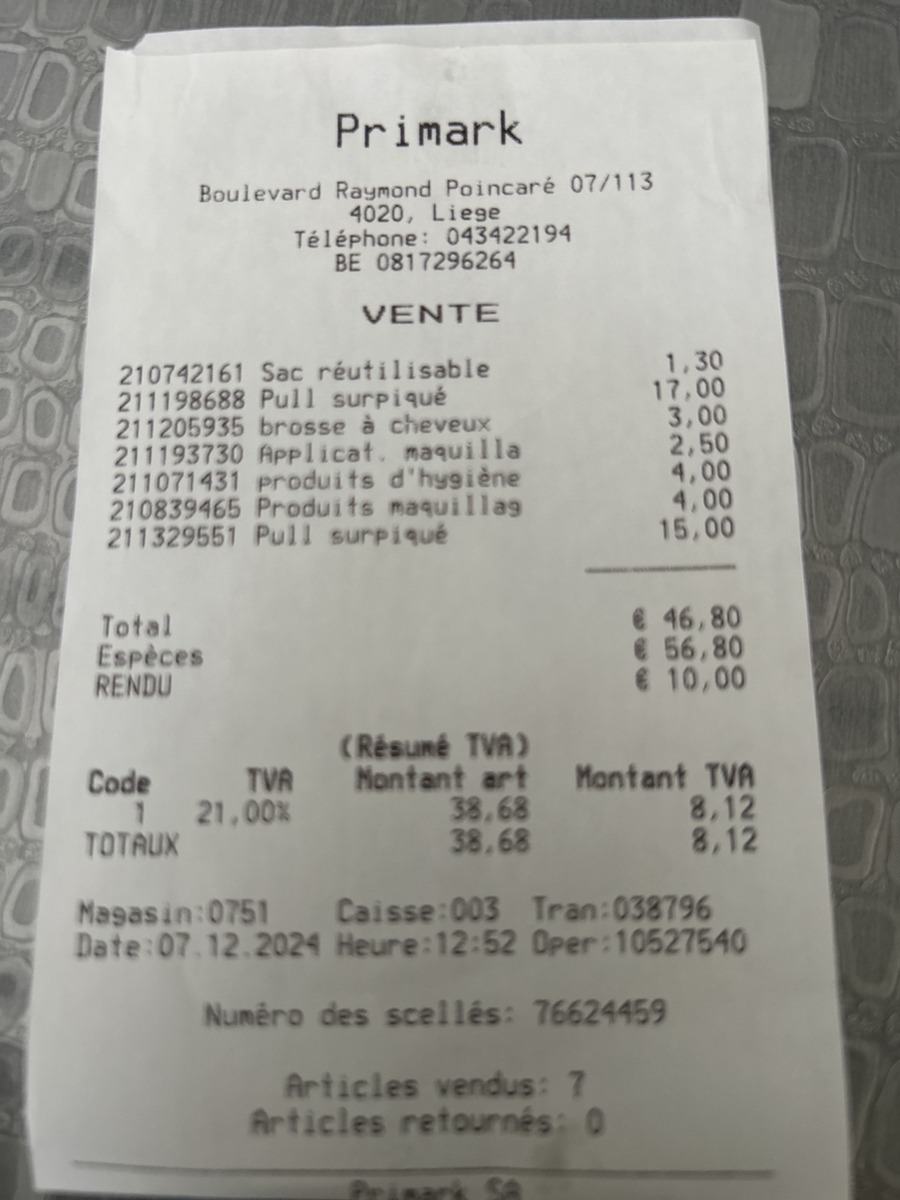 Primark
Boulevard Raymond Poincaré 07/113
4020, Liege
Téléphone: 043422194
BE 0817296264
VENTE
210742161 Sac réutilisable 1,30
211198688 Pull surpiqué 17,00
211205935 brosse à cheveux 3,00
211193730 Applicat. maquilla 2,50
211071431 produits d'hygiène 4,00
210839465 Produits maquillag 4,00
211329551 Pull surpiqué 15,00
Total € 46,80
Espèces € 56,80
RENDU € 10,00
(Résumé TVA)
Code TVA Montant art Montant TVA
1 21,00% 38,68 8,12
TOTAUX 38,68 8,12
Magasin:0751 Caisse:003 Tran:038796
Date:07.12.2024 Heure:12:52 Oper:10527540
Numéro des scellés: 76624459
Articles vendus: 7
Articles retournés: 0
Primark SA